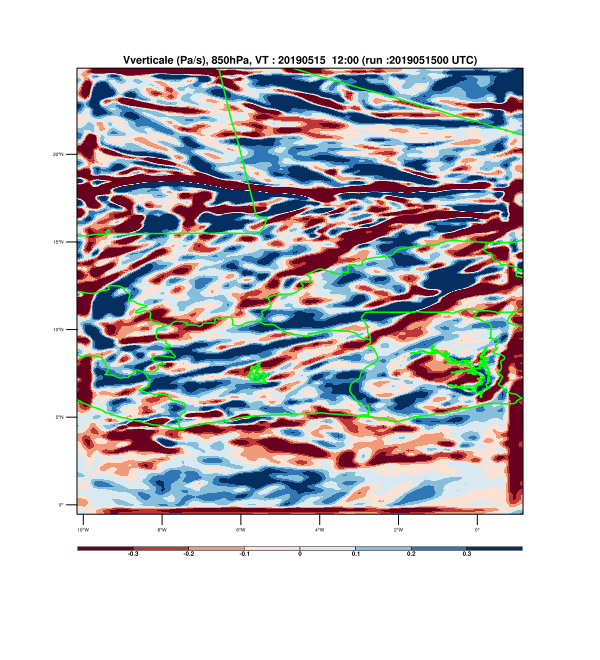 Vverticale (Pa/s), 850hPa, VT : 20190515 12:00 (run :2019051500 UTC)
20°N
15°N
10°N
5°N
0°
10°W 8°W 6°W 4°W 2°W 0°
-0.3 -0.2 -0.1 0 0.1 0.2 0.3